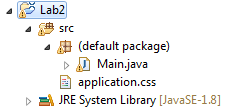 Lab2
src
(default package)
Main.java
application.css
JRE System Library [JavaSE-1.8]